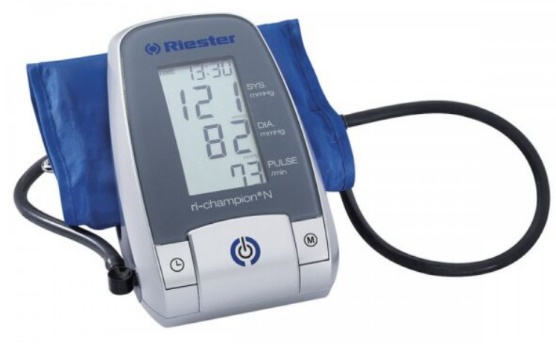 Riester
13:30
121 SYS.
mmHg
82 DIA.
mmHg
73 PULSE
/min
ri-champion® N
M